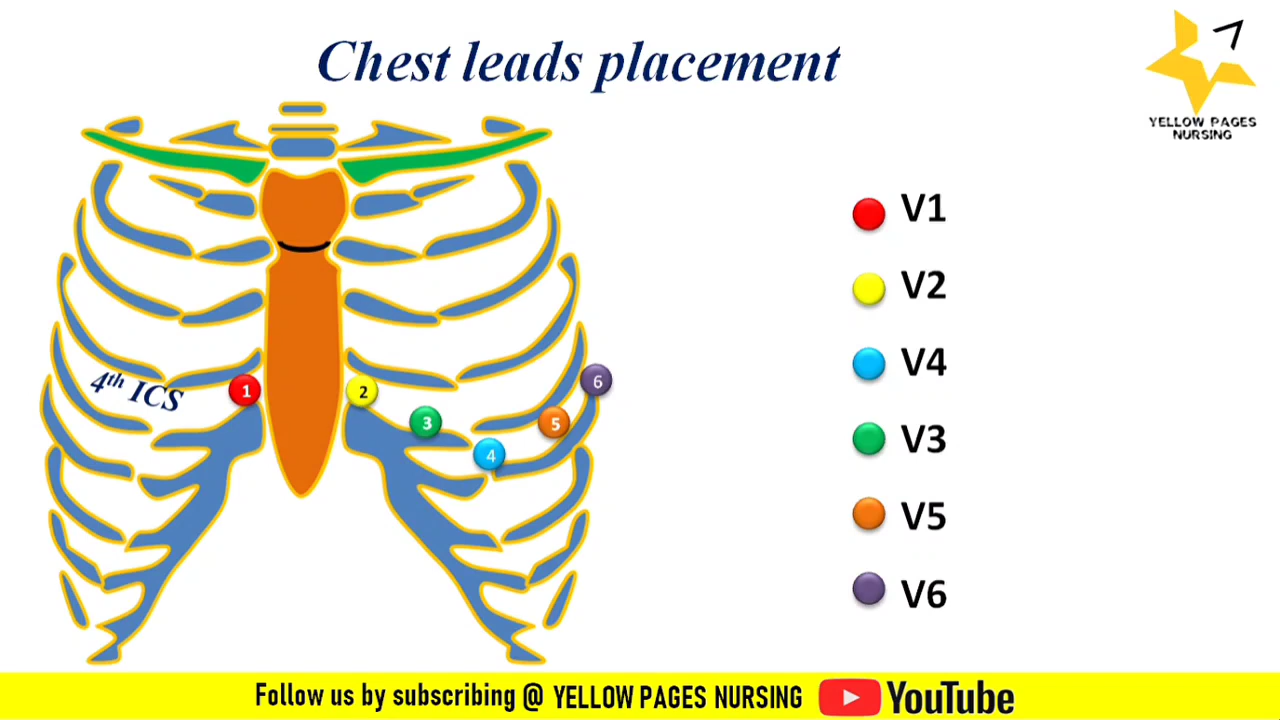 Chest leads placement
YELLOW PAGES
NURSING
V1
V2
V4
V3
V5
V6
4th ICS
1
2
3
4
5
6
Follow us by subscribing @ YELLOW PAGES NURSING YouTube